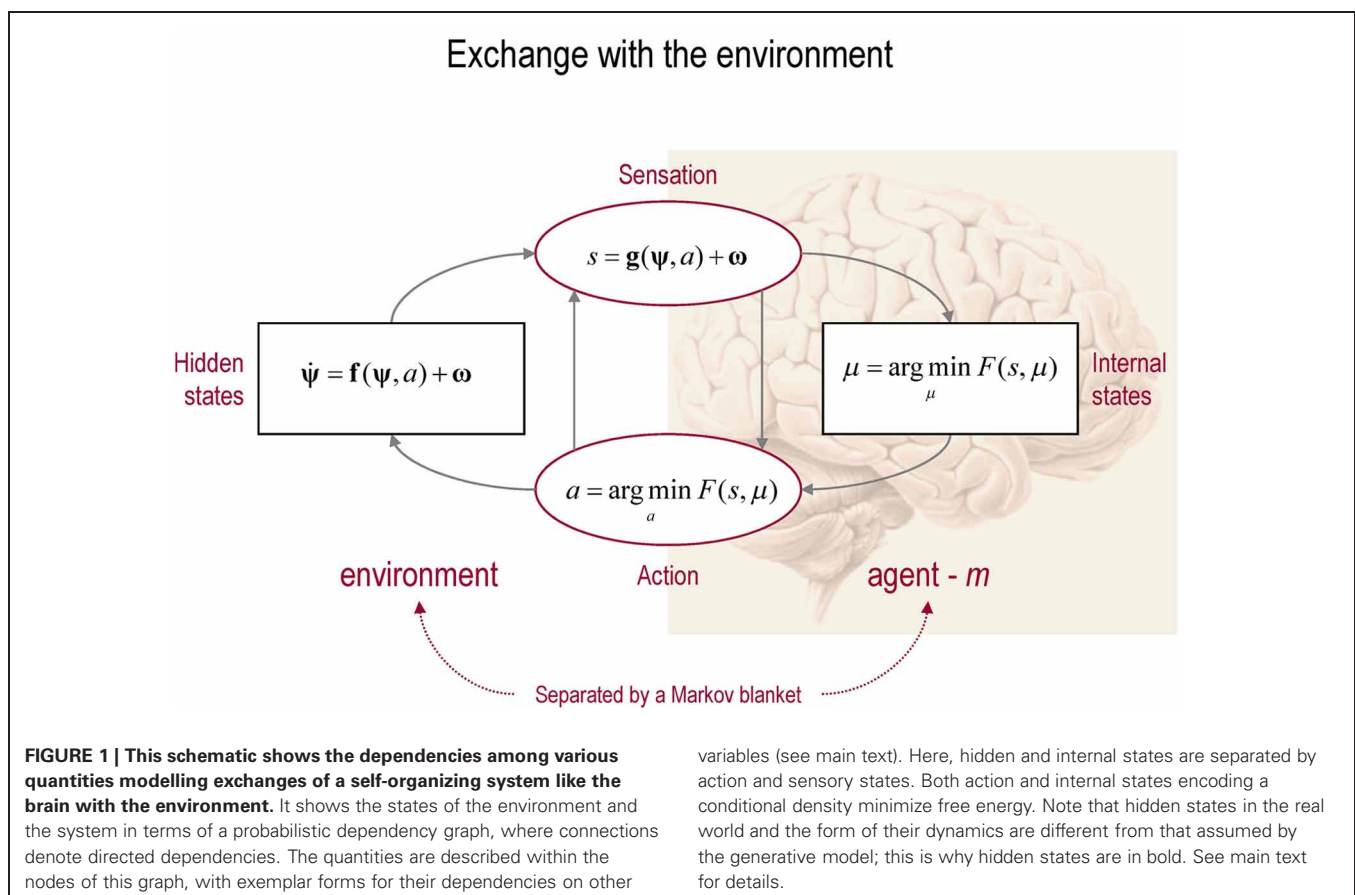 Exchange with the environment
Sensation
s = g(ψ, a) + ω
Hidden
states
ψ̇ = f(ψ, a) + ω
μ = arg min F(s, μ)
μ
Internal
states
a = arg min F(s, μ)
a
environment
Action
agent - m
Separated by a Markov blanket
FIGURE 1 | This schematic shows the dependencies among various
quantities modelling exchanges of a self-organizing system like the
brain with the environment. It shows the states of the environment and
the system in terms of a probabilistic dependency graph, where connections
denote directed dependencies. The quantities are described within the
nodes of this graph, with exemplar forms for their dependencies on other
variables (see main text). Here, hidden and internal states are separated by
action and sensory states. Both action and internal states encoding a
conditional density minimize free energy. Note that hidden states in the real
world and the form of their dynamics are different from that assumed by
the generative model; this is why hidden states are in bold. See main text
for details.